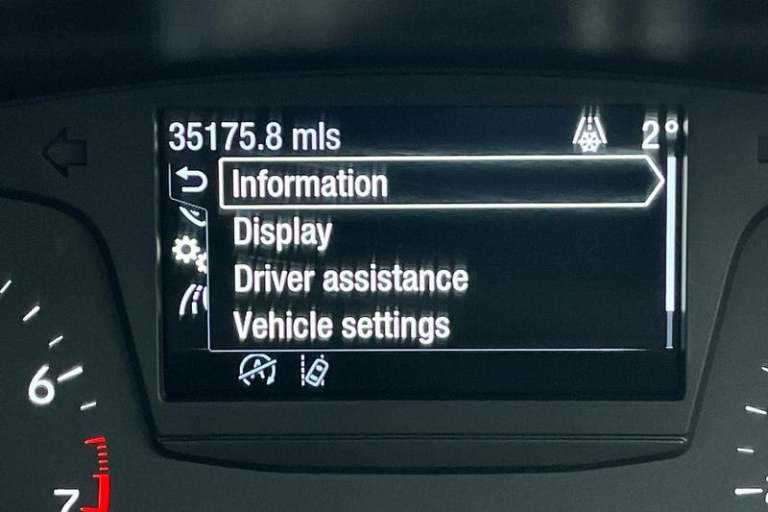 35175.8 mls 2°
Information
Display
Driver assistance
Vehicle settings
A
6
7